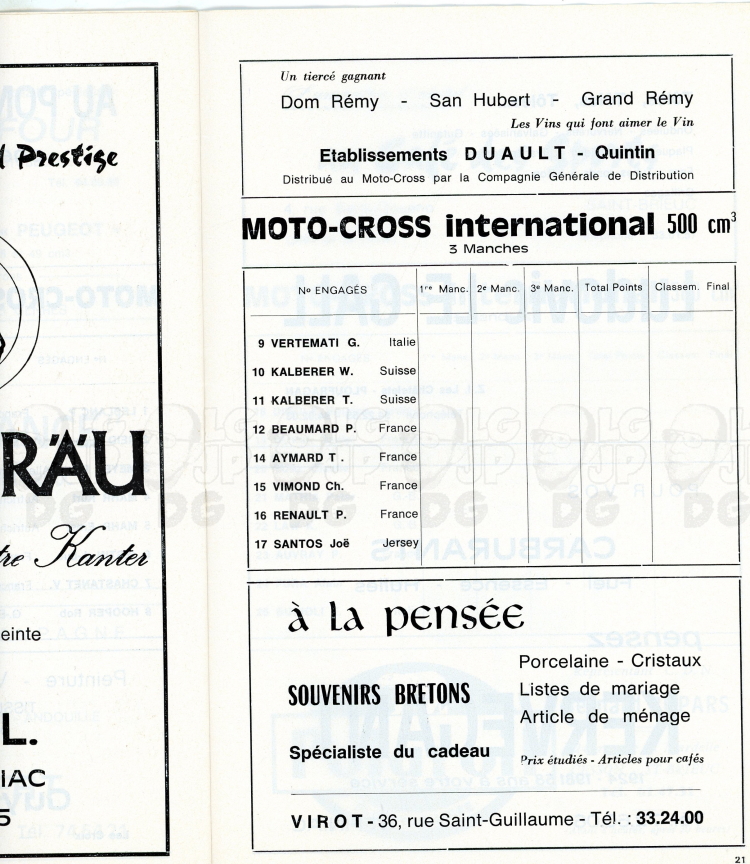 Prestige
RÄU
tre Kanter
einte
L.
IAC
5
Un tiercé gagnant
Dom Rémy - San Hubert - Grand Rémy
Les Vins qui font aimer le Vin
Etablissements DUAULT - Quintin
Distribué au Moto-Cross par la Compagnie Générale de Distribution
MOTO-CROSS international 500 cm³
3 Manches
Nº ENGAGÉS 1re Manc. 2e Manc. 3e Manc. Total Points Classem. Final
9 VERTEMATI G. Italie
10 KALBERER W. Suisse
11 KALBERER T. Suisse
12 BEAUMARD P. France
14 AYMARD T . France
15 VIMOND Ch. France
16 RENAULT P. France
17 SANTOS Joë Jersey
à la pensée
Porcelaine - Cristaux
SOUVENIRS BRETONS
Listes de mariage
Article de ménage
Spécialiste du cadeau
Prix étudiés - Articles pour cafés
VIROT - 36, rue Saint-Guillaume - Tél. : 33.24.00
21
LG JP DG